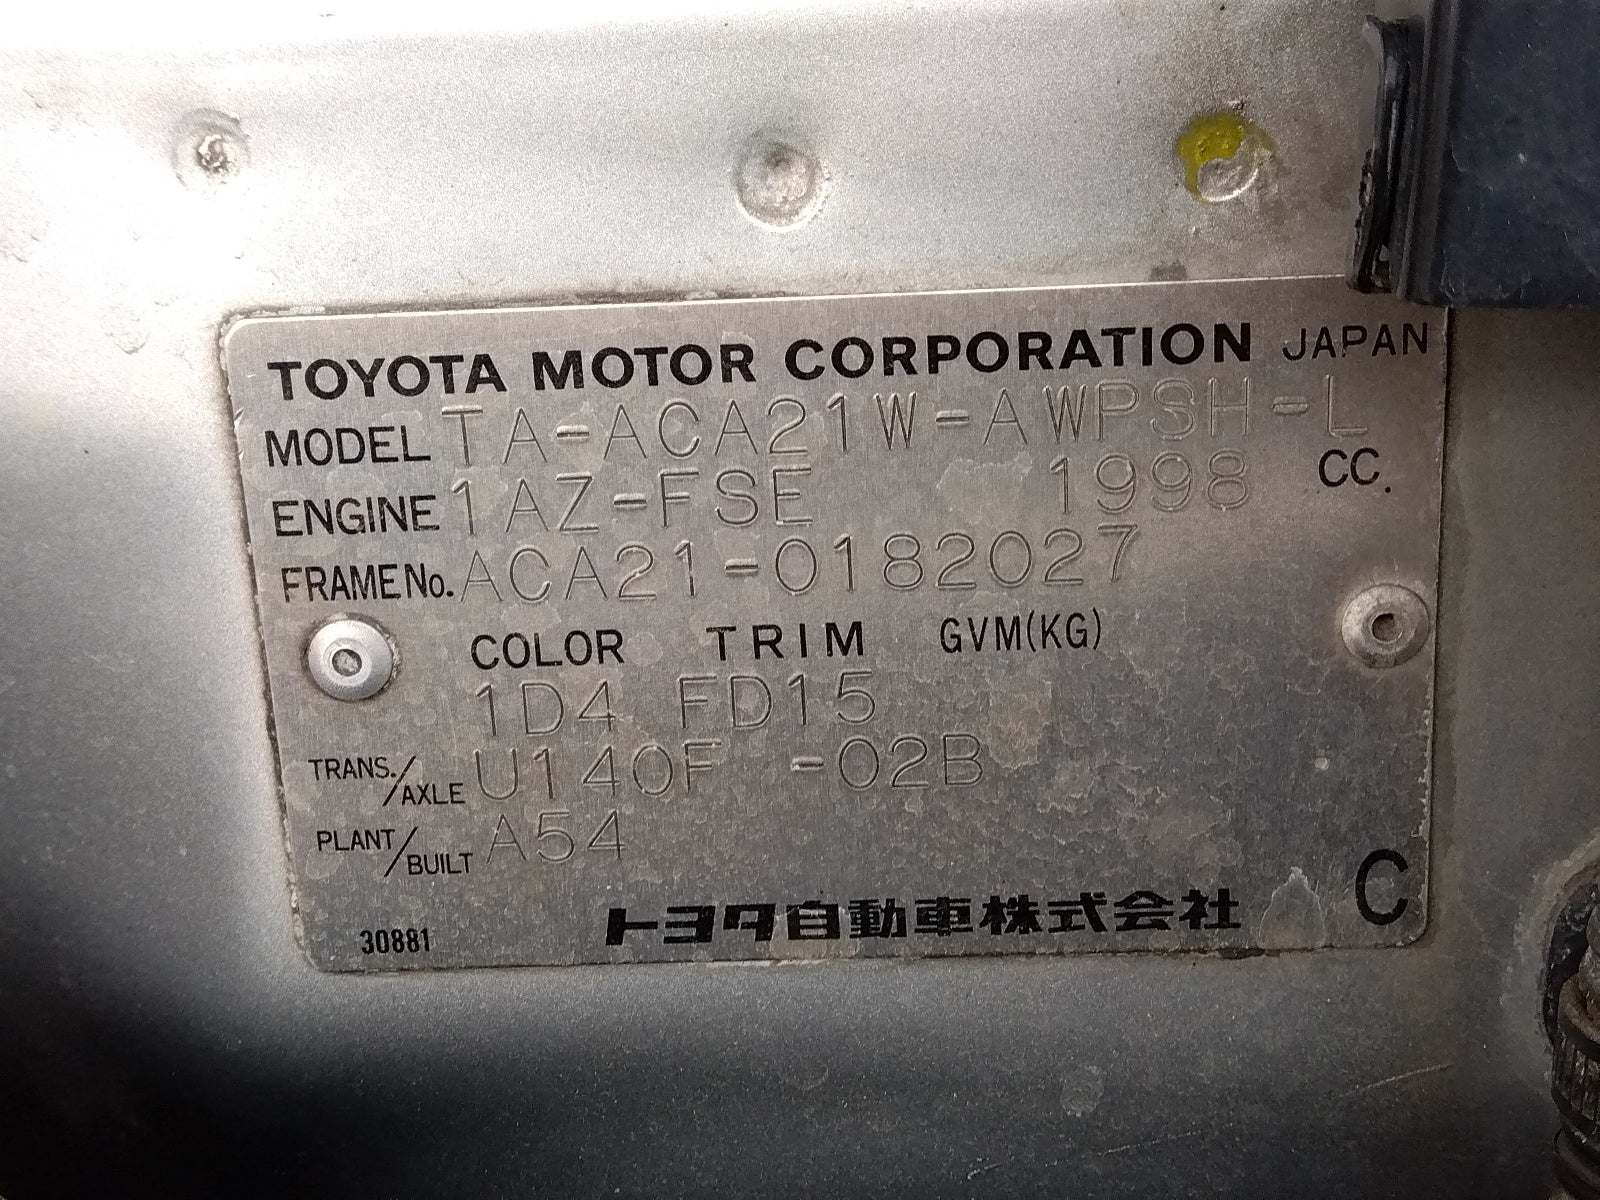 TOYOTA MOTOR CORPORATION JAPAN
MODEL TA-ACA21W-AWPSH-L
ENGINE 1AZ-FSE 1998 CC.
FRAME No. ACA21-0182027
COLOR TRIM GVM(KG)
1D4 FD15
TRANS./AXLE U140F -02B
PLANT/BUILT A54
C
30881 トヨタ自動車株式会社